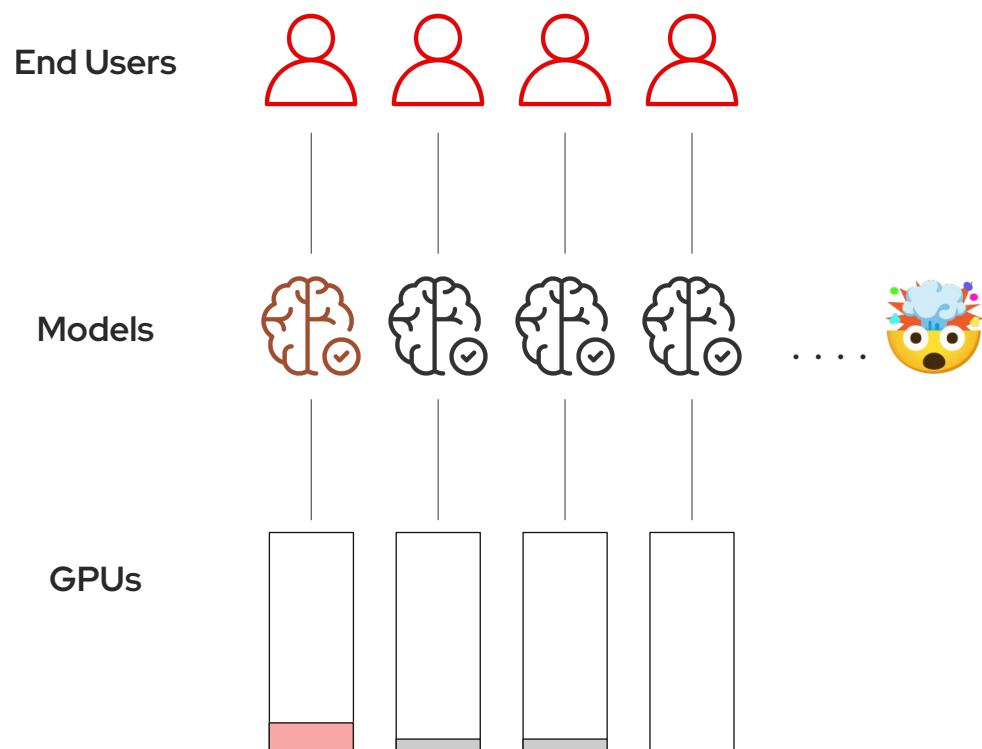 End Users
Models
. . . .
GPUs